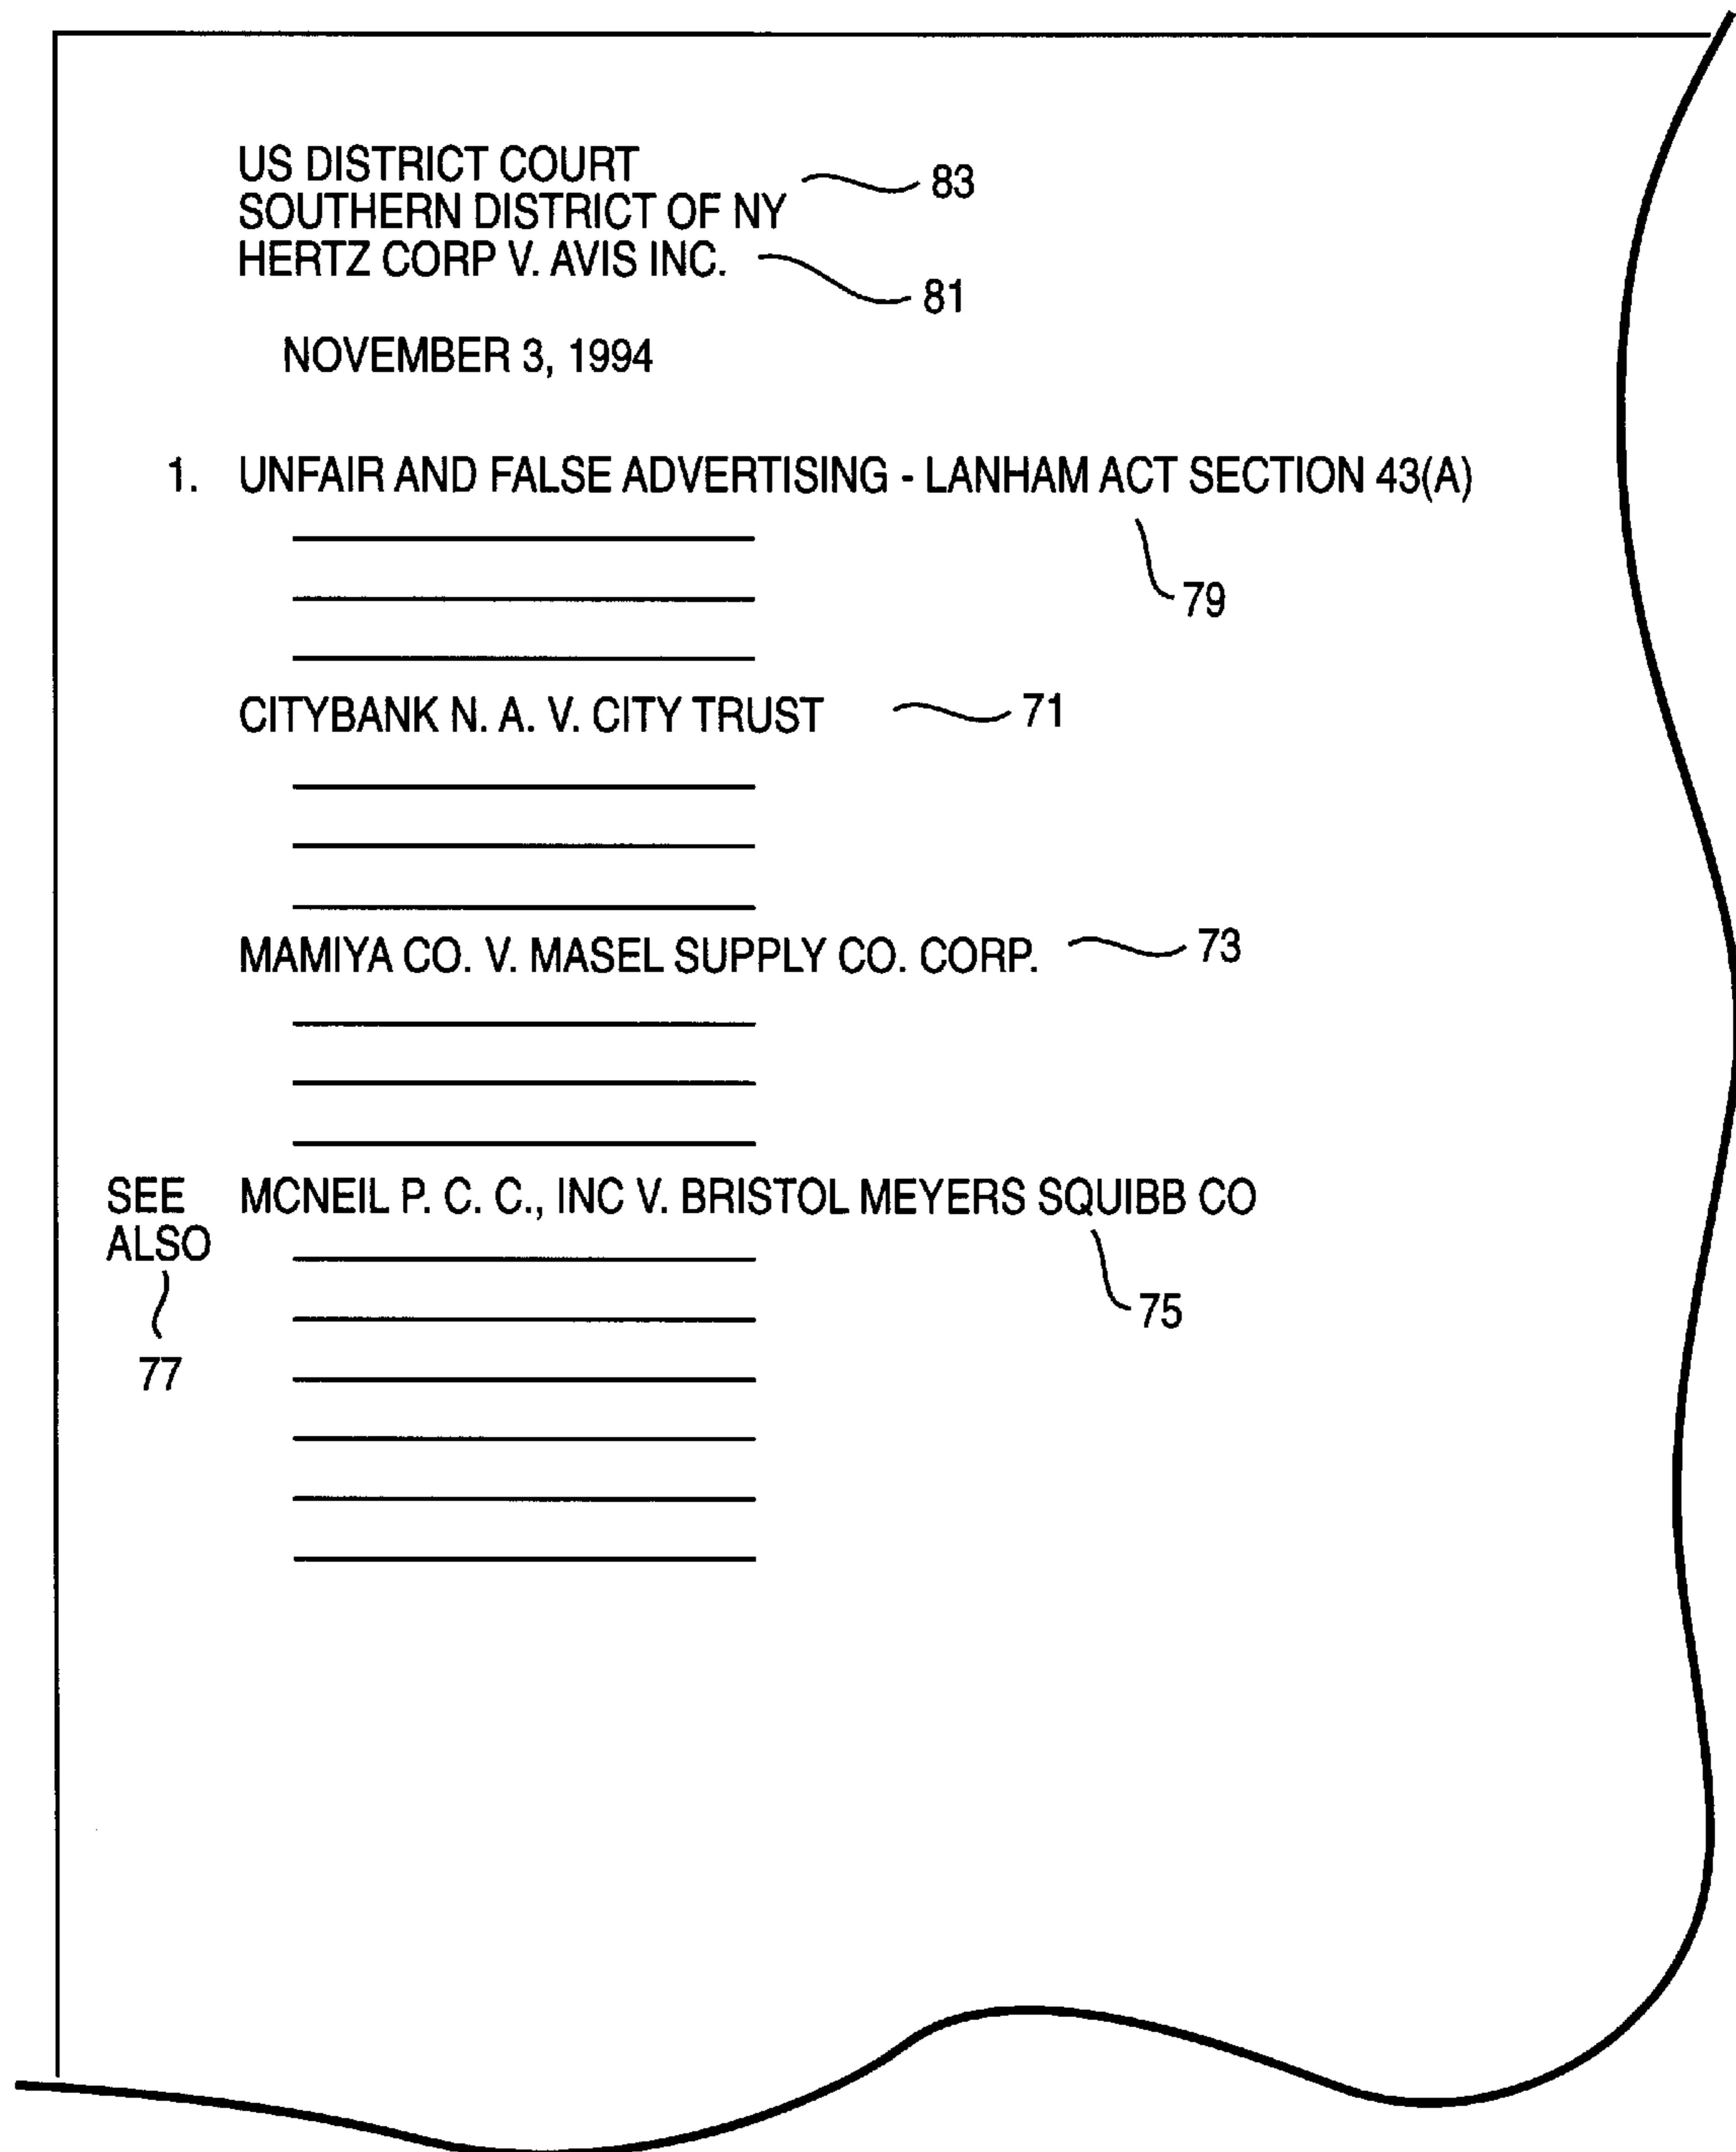 US DISTRICT COURT
83
SOUTHERN DISTRICT OF NY
HERTZ CORP V. AVIS INC.
81
NOVEMBER 3, 1994
1. UNFAIR AND FALSE ADVERTISING - LANHAM ACT SECTION 43(A)
79
CITYBANK N. A. V. CITY TRUST 71
MAMIYA CO. V. MASEL SUPPLY CO. CORP. 73
SEE MCNEIL P. C. C., INC V. BRISTOL MEYERS SQUIBB CO
ALSO
75
77